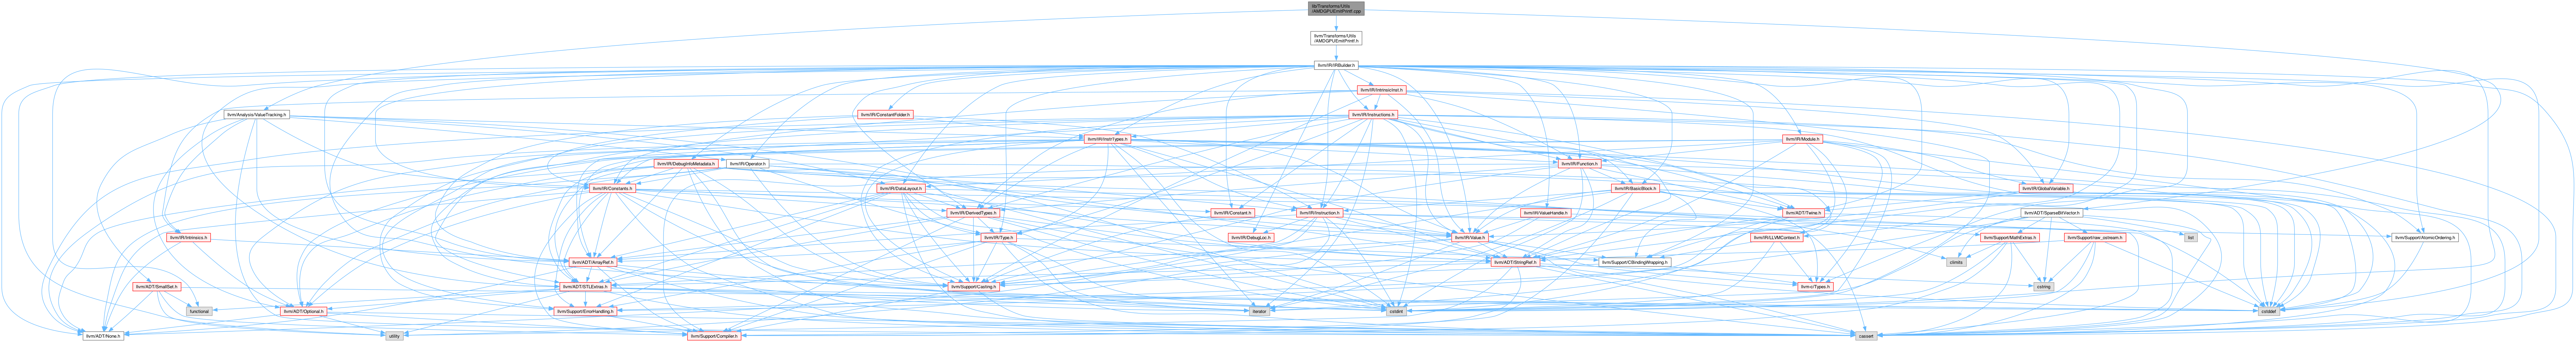 lib/Transforms/Utils
/AMDGPUEmitPrintf.cpp
llvm/Transforms/Utils
/AMDGPUEmitPrintf.h
llvm/IR/IRBuilder.h
llvm/IR/IntrinsicInst.h
llvm/Analysis/ValueTracking.h
llvm/IR/ConstantFolder.h
llvm/IR/Instructions.h
llvm/IR/InstrTypes.h
llvm/IR/Module.h
llvm/IR/DebugInfoMetadata.h
llvm/IR/Operator.h
llvm/IR/Function.h
llvm/IR/Constants.h
llvm/IR/DataLayout.h
llvm/IR/BasicBlock.h
llvm/IR/GlobalVariable.h
llvm/IR/DerivedTypes.h
llvm/IR/Constant.h
llvm/IR/Instruction.h
llvm/IR/ValueHandle.h
llvm/ADT/Twine.h
llvm/ADT/SparseBitVector.h
llvm/IR/Intrinsics.h
llvm/IR/Type.h
llvm/IR/DebugLoc.h
llvm/IR/Value.h
llvm/IR/LLVMContext.h
llvm/Support/MathExtras.h
llvm/Support/raw_ostream.h
list
llvm/Support/AtomicOrdering.h
llvm/ADT/ArrayRef.h
llvm/ADT/StringRef.h
llvm/Support/CBindingWrapping.h
climits
llvm/ADT/SmallSet.h
llvm/ADT/STLExtras.h
llvm/Support/Casting.h
llvm-c/Types.h
cstring
functional
llvm/ADT/Optional.h
llvm/Support/ErrorHandling.h
iterator
cstdint
cstddef
llvm/ADT/None.h
utility
llvm/Support/Compiler.h
cassert